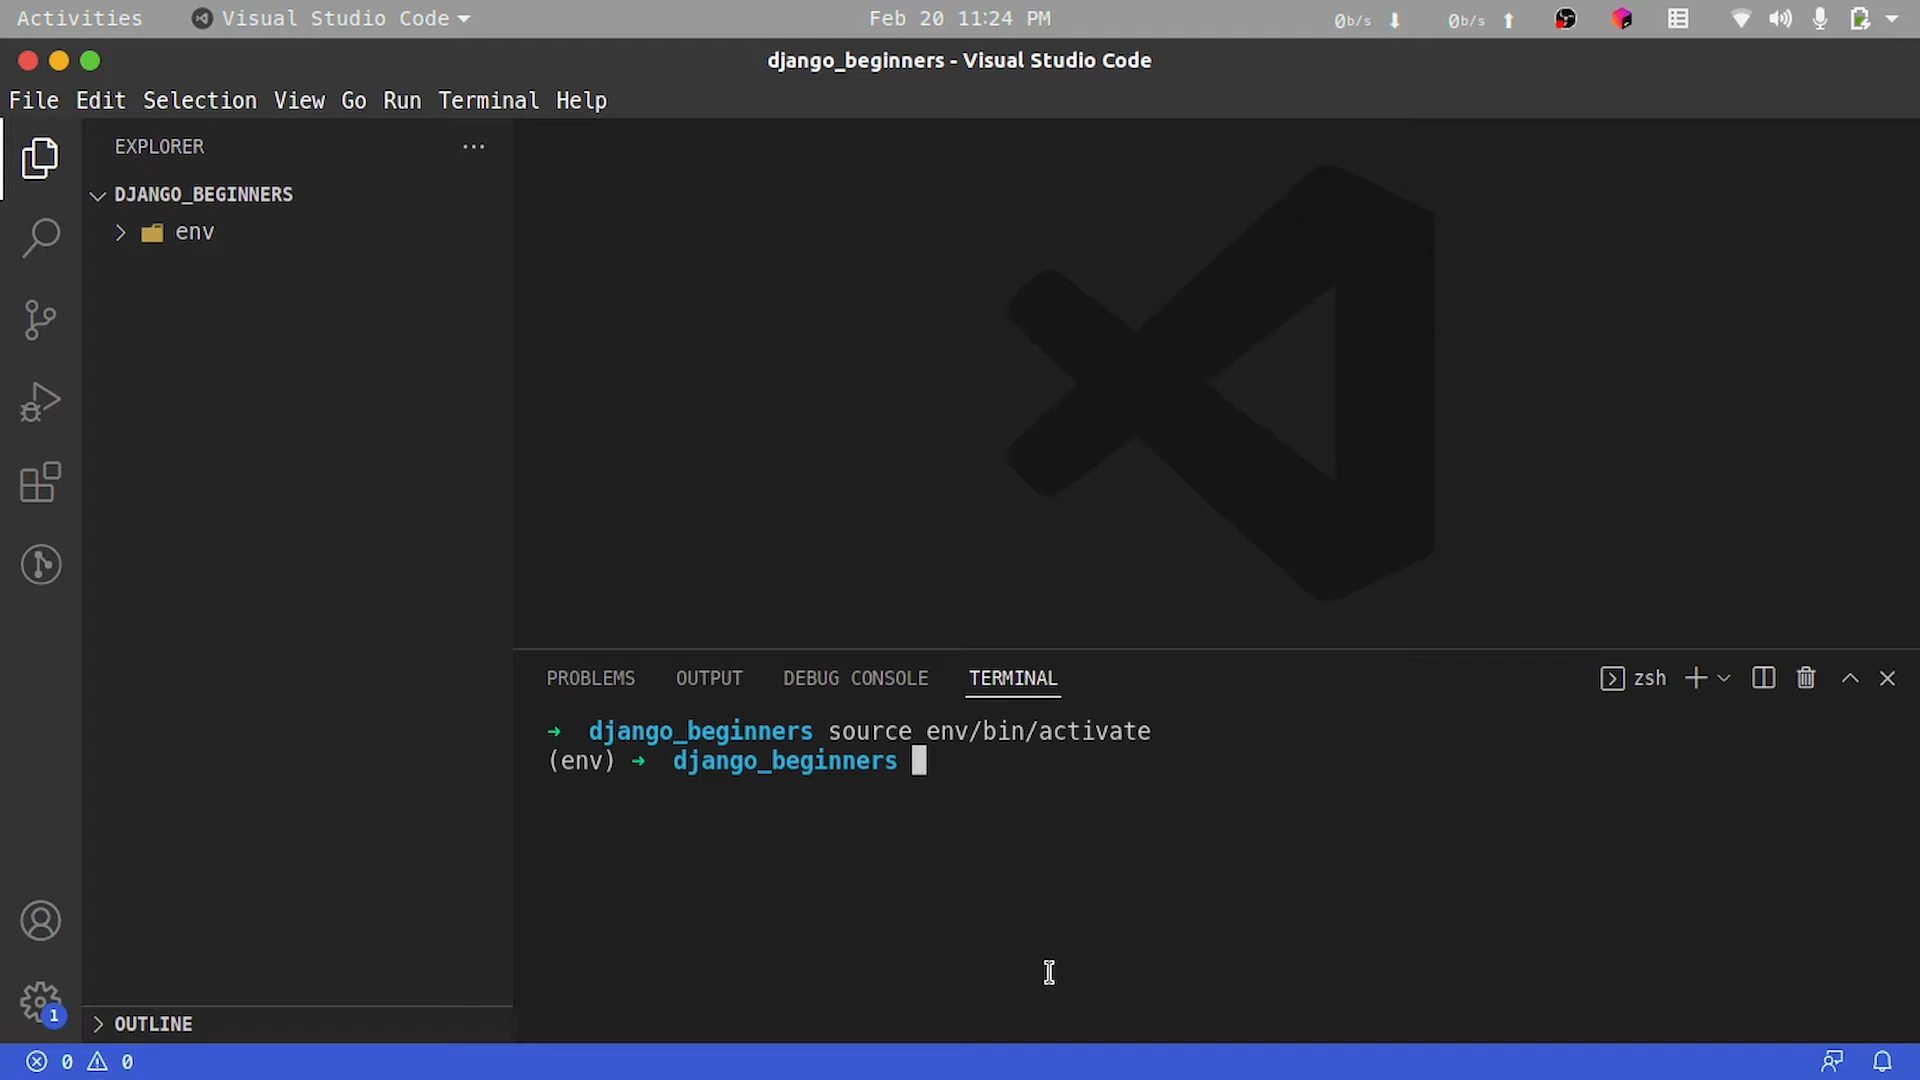 Activities Visual Studio Code Feb 20 11:24 PM 0b/s 0b/s
django_beginners - Visual Studio Code
File Edit Selection View Go Run Terminal Help
EXPLORER
DJANGO_BEGINNERS
env
PROBLEMS OUTPUT DEBUG CONSOLE TERMINAL zsh
➜ django_beginners source env/bin/activate
(env) ➜ django_beginners
1
OUTLINE
0 0